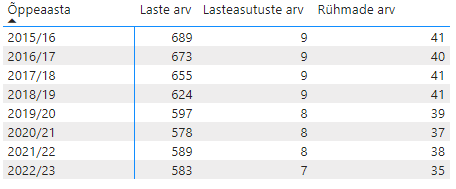 Õppeaasta Laste arv Lasteasutuste arv Rühmade arv
2015/16 689 9 41
2016/17 673 9 40
2017/18 655 9 41
2018/19 624 9 41
2019/20 597 8 39
2020/21 578 8 37
2021/22 589 8 38
2022/23 583 7 35